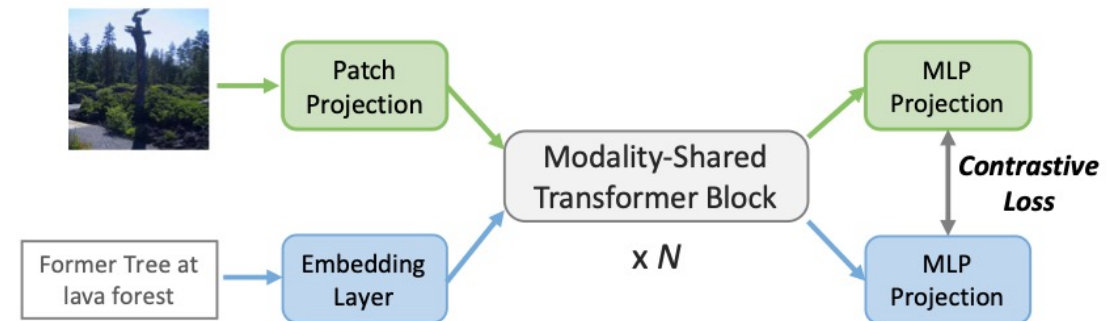 Patch
Projection
MLP
Projection
Modality-Shared
Transformer Block
x N
Contrastive
Loss
Former Tree at
lava forest
Embedding
Layer
MLP
Projection